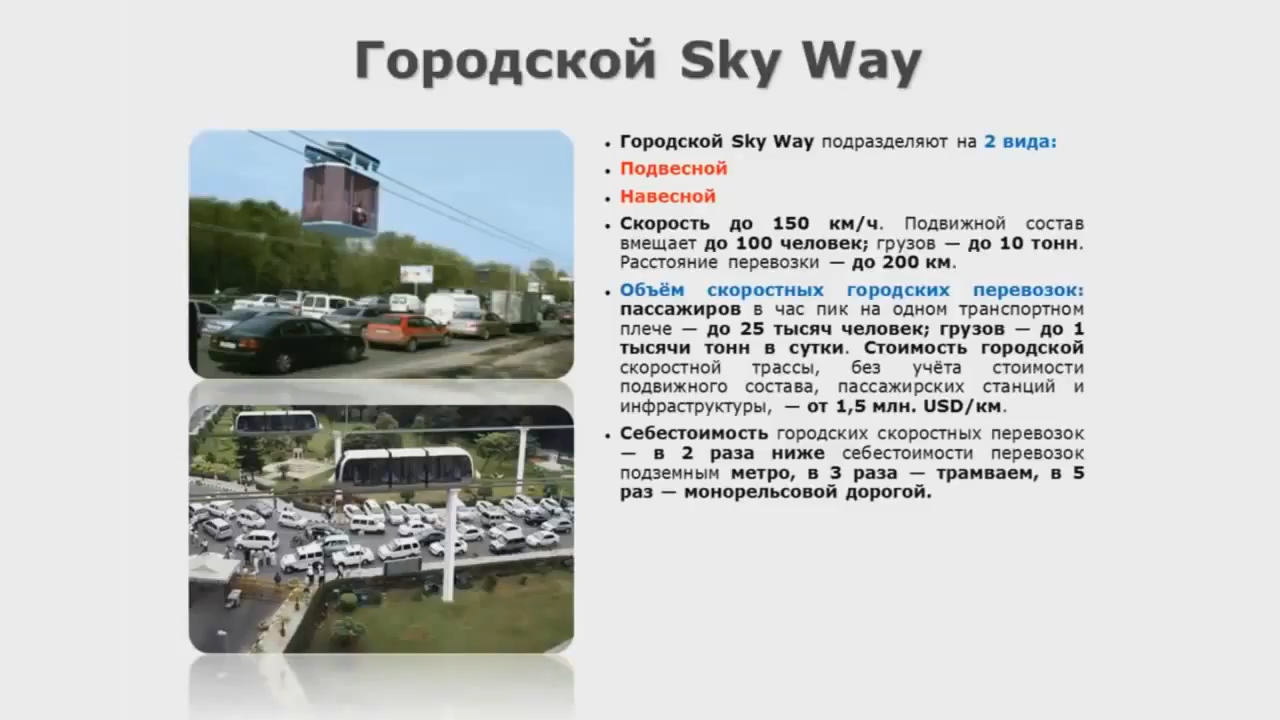 Городской Sky Way
Городской Sky Way подразделяют на 2 вида:
Подвесной
Навесной
Скорость до 150 км/ч. Подвижной состав
вмещает до 100 человек; грузов — до 10 тонн.
Расстояние перевозки — до 200 км.
Объём скоростных городских перевозок:
пассажиров в час пик на одном транспортном
плече — до 25 тысяч человек; грузов — до 1
тысячи тонн в сутки. Стоимость городской
скоростной трассы, без учёта стоимости
подвижного состава, пассажирских станций и
инфраструктуры, — от 1,5 млн. USD/км.
Себестоимость городских скоростных перевозок
— в 2 раза ниже себестоимости перевозок
подземным метро, в 3 раза — трамваем, в 5
раз — монорельсовой дорогой.